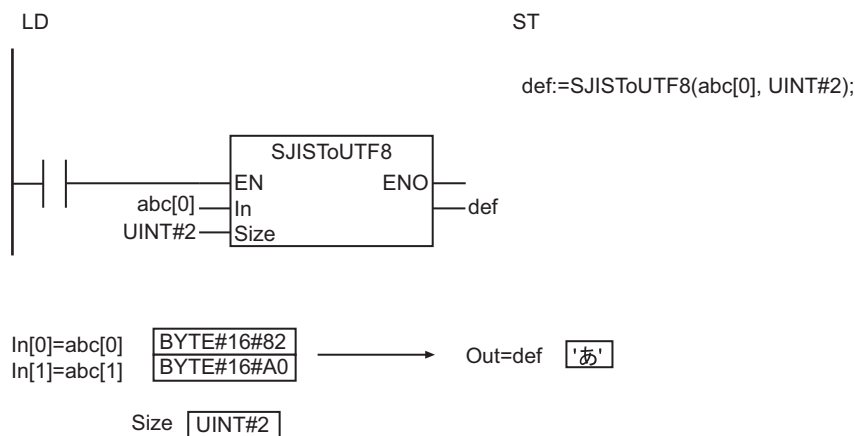 LD
ST
def:=SJISToUTF8(abc[0], UINT#2);
SJISToUTF8
EN ENO
abc[0] In def
UINT#2 Size
In[0]=abc[0] BYTE#16#82
In[1]=abc[1] BYTE#16#A0
Out=def 'あ'
Size UINT#2